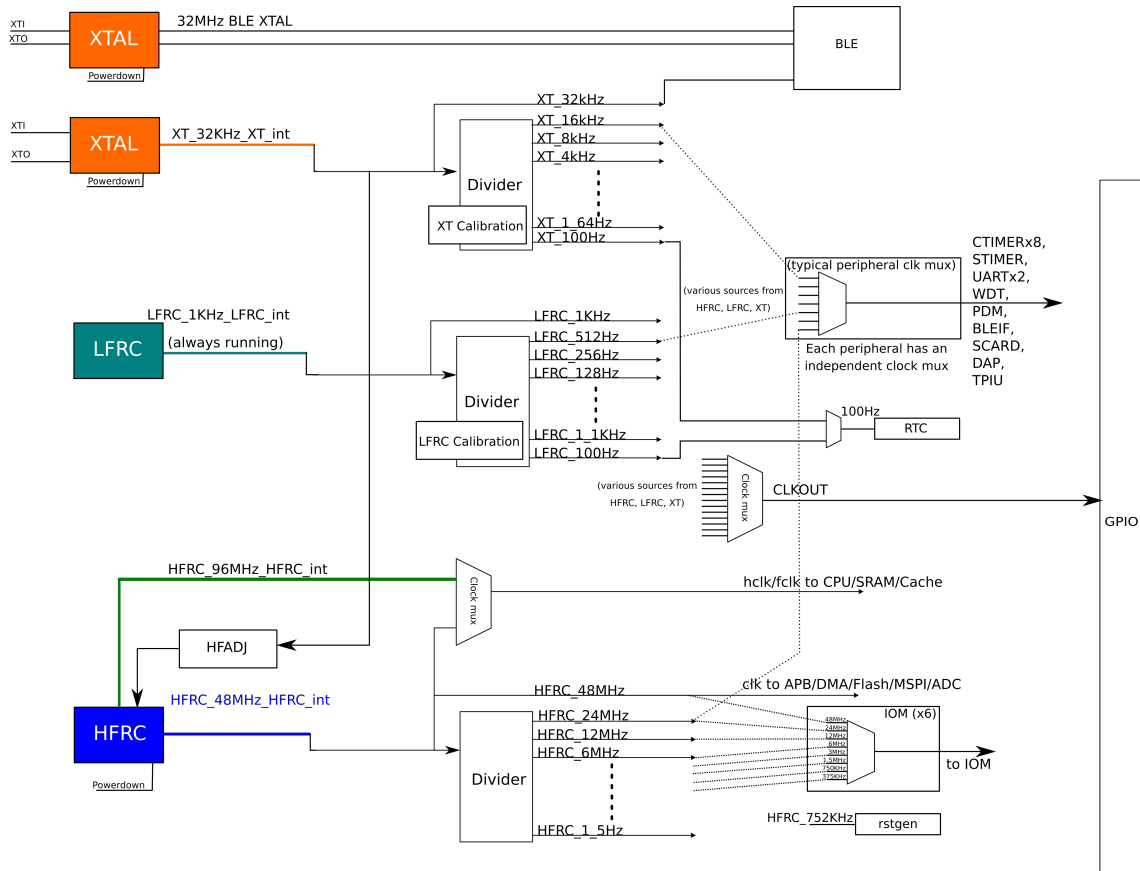 XTI
XTO
XTAL
Powerdown
32MHz BLE XTAL
BLE
XTI
XTO
XTAL
Powerdown
XT_32KHz_XT_int
XT_32kHz
XT_16kHz
XT_8kHz
XT_4kHz
Divider
XT Calibration
XT_1_64Hz
XT_100Hz
(typical peripheral clk mux)
(various sources from
HFRC, LFRC, XT)
Each peripheral has an
independent clock mux
CTIMERx8,
STIMER,
UARTx2,
WDT,
PDM,
BLEIF,
SCARD,
DAP,
TPIU
LFRC_1KHz_LFRC_int
(always running)
LFRC
LFRC_1KHz
LFRC_512Hz
LFRC_256Hz
LFRC_128Hz
Divider
LFRC Calibration
LFRC_1_1KHz
LFRC_100Hz
100Hz
RTC
(various sources from
HFRC, LFRC, XT)
Clock mux
CLKOUT
GPIO
HFRC_96MHz_HFRC_int
Clock mux
hclk/fclk to CPU/SRAM/Cache
HFADJ
HFRC_48MHz_HFRC_int
HFRC
Powerdown
HFRC_48MHz
HFRC_24MHz
HFRC_12MHz
HFRC_6MHz
Divider
HFRC_1_5Hz
clk to APB/DMA/Flash/MSPI/ADC
IOM (x6)
48MHz
24MHz
12MHz
6MHz
3MHz
1.5MHz
750KHz
375KHz
to IOM
HFRC_752KHz
rstgen